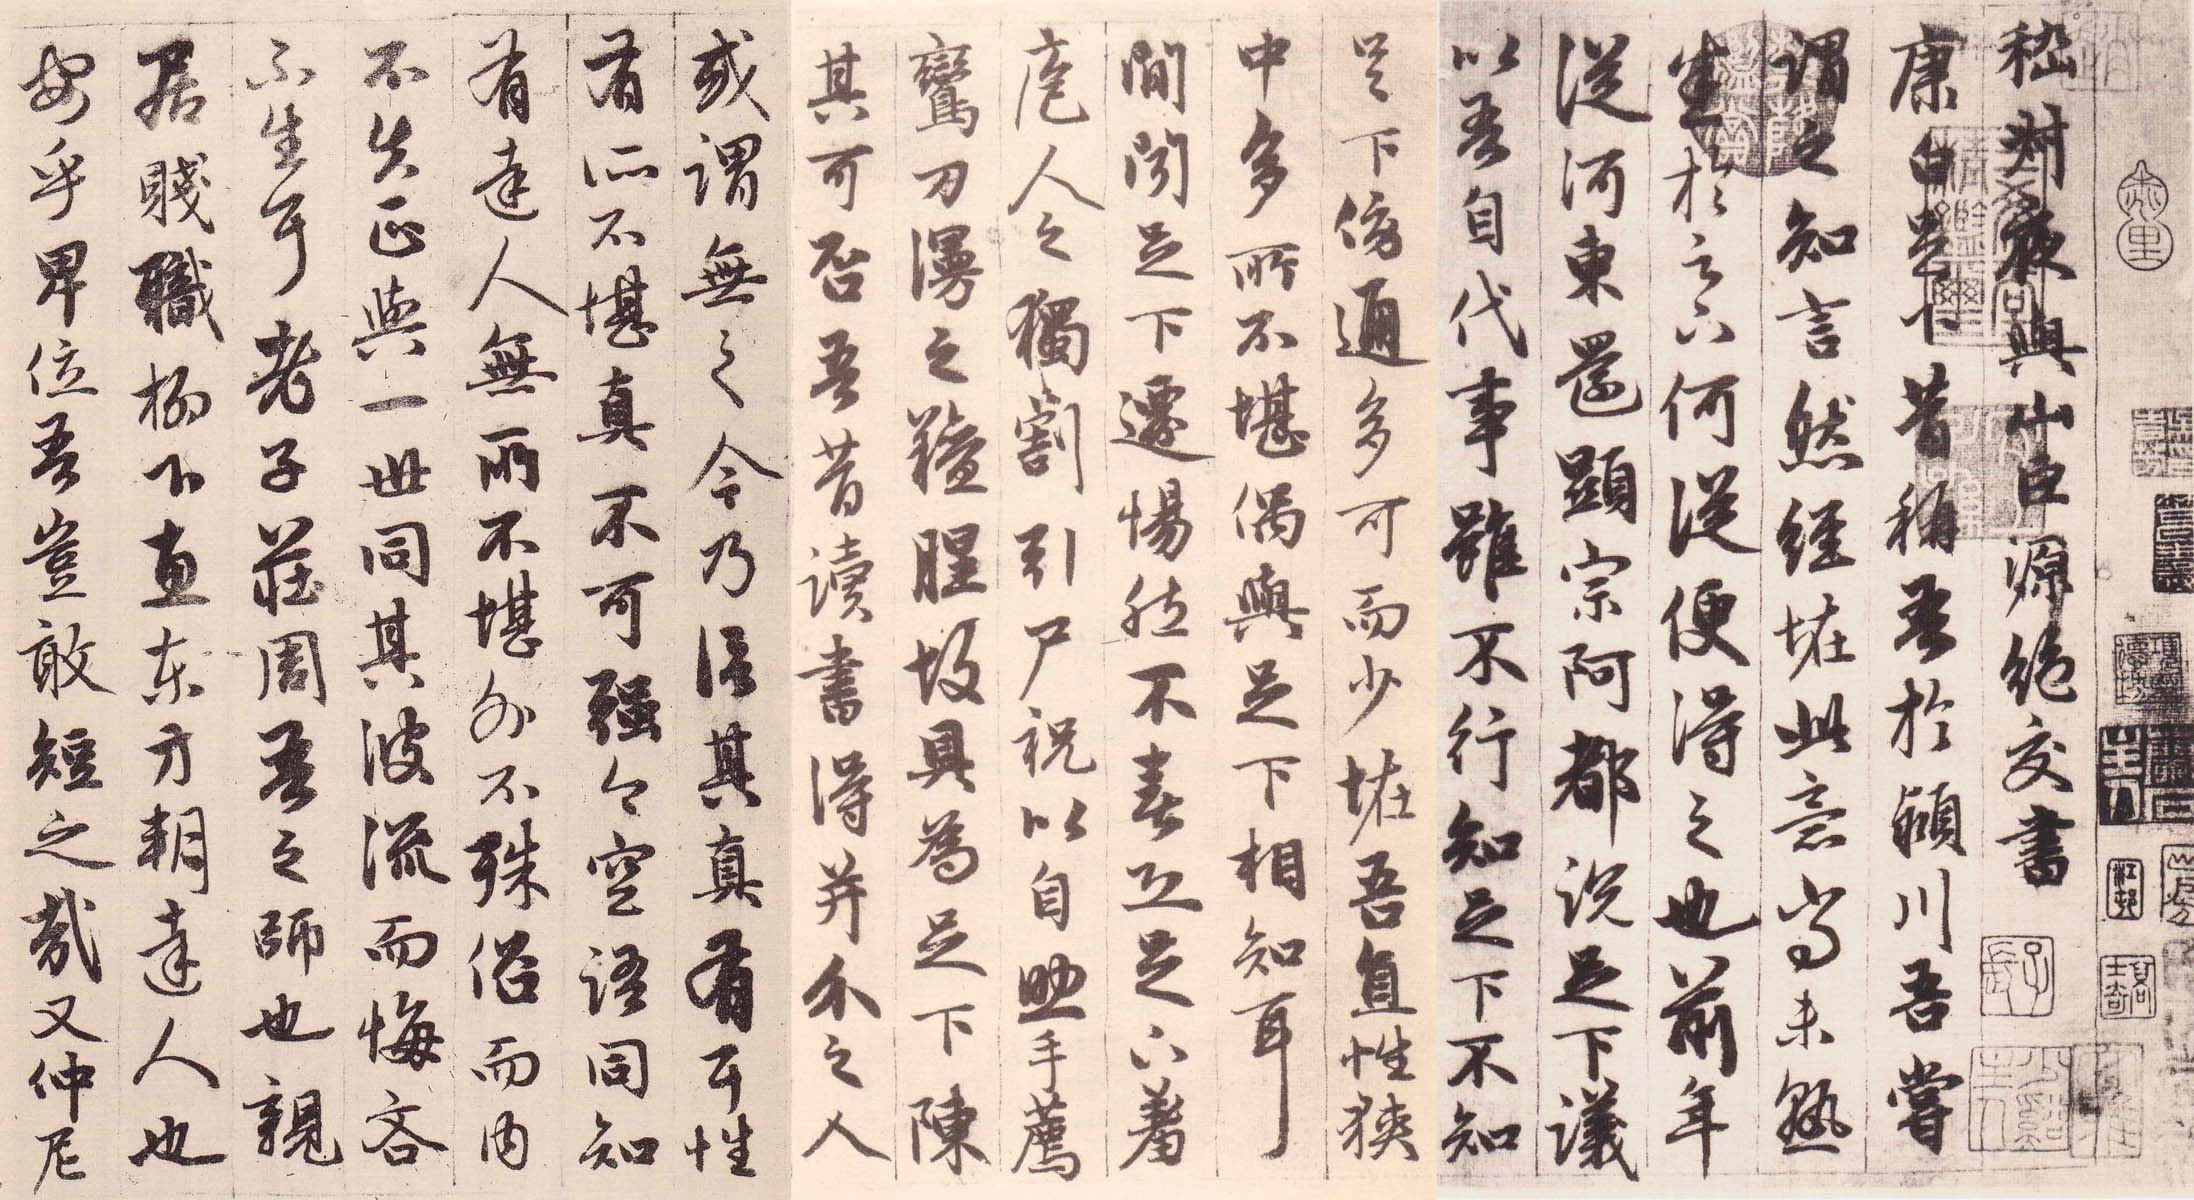 嵇叔夜與山巨源絶交書
康白足下昔稱吾於潁川吾嘗
謂之知言然經恠此意尚未熟
悉於足下何從便得之也前年
從河東還顯宗阿都說足下議
以吾自代事雖不行知足下不知
足下傍通多可而少恠吾直性狹
中多所不堪偶與足下相知耳
間聞足下遷惕然不喜恐足下羞
庖人之獨割引尸祝以自助手薦
鸞刀漫之羶腥故具為足下陳
其可否吾昔讀書得并介之人
或謂無之今乃信其真有耳性
有所不堪真不可强今空語同知
有達人無所不堪外不殊俗而内
不失正與一世同其波流而悔吝
不生耳老子莊周吾之師也親
居賤職柳下惠東方朔達人也
安乎卑位吾豈敢短之哉又仲尼